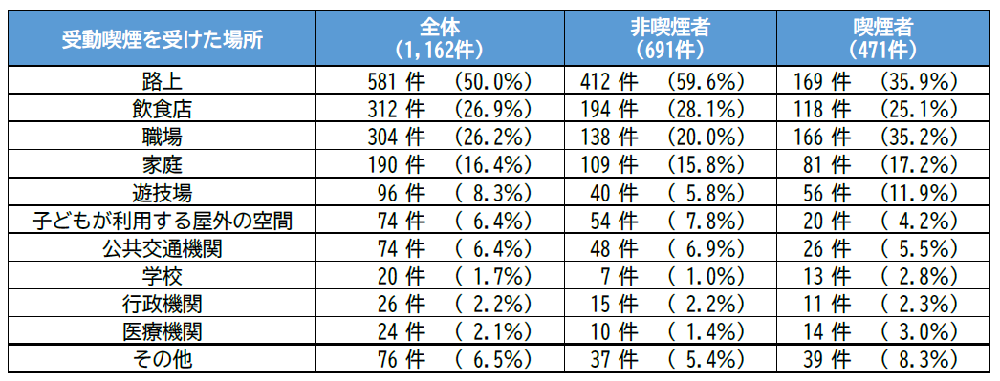 受動喫煙を受けた場所 全体 (1,162件) 非喫煙者 (691件) 喫煙者 (471件)
路上 581 件 (50.0%) 412 件 (59.6%) 169 件 (35.9%)
飲食店 312 件 (26.9%) 194 件 (28.1%) 118 件 (25.1%)
職場 304 件 (26.2%) 138 件 (20.0%) 166 件 (35.2%)
家庭 190 件 (16.4%) 109 件 (15.8%) 81 件 (17.2%)
遊技場 96 件 ( 8.3%) 40 件 ( 5.8%) 56 件 (11.9%)
子どもが利用する屋外の空間 74 件 ( 6.4%) 54 件 ( 7.8%) 20 件 ( 4.2%)
公共交通機関 74 件 ( 6.4%) 48 件 ( 6.9%) 26 件 ( 5.5%)
学校 20 件 ( 1.7%) 7 件 ( 1.0%) 13 件 ( 2.8%)
行政機関 26 件 ( 2.2%) 15 件 ( 2.2%) 11 件 ( 2.3%)
医療機関 24 件 ( 2.1%) 10 件 ( 1.4%) 14 件 ( 3.0%)
その他 76 件 ( 6.5%) 37 件 ( 5.4%) 39 件 ( 8.3%)